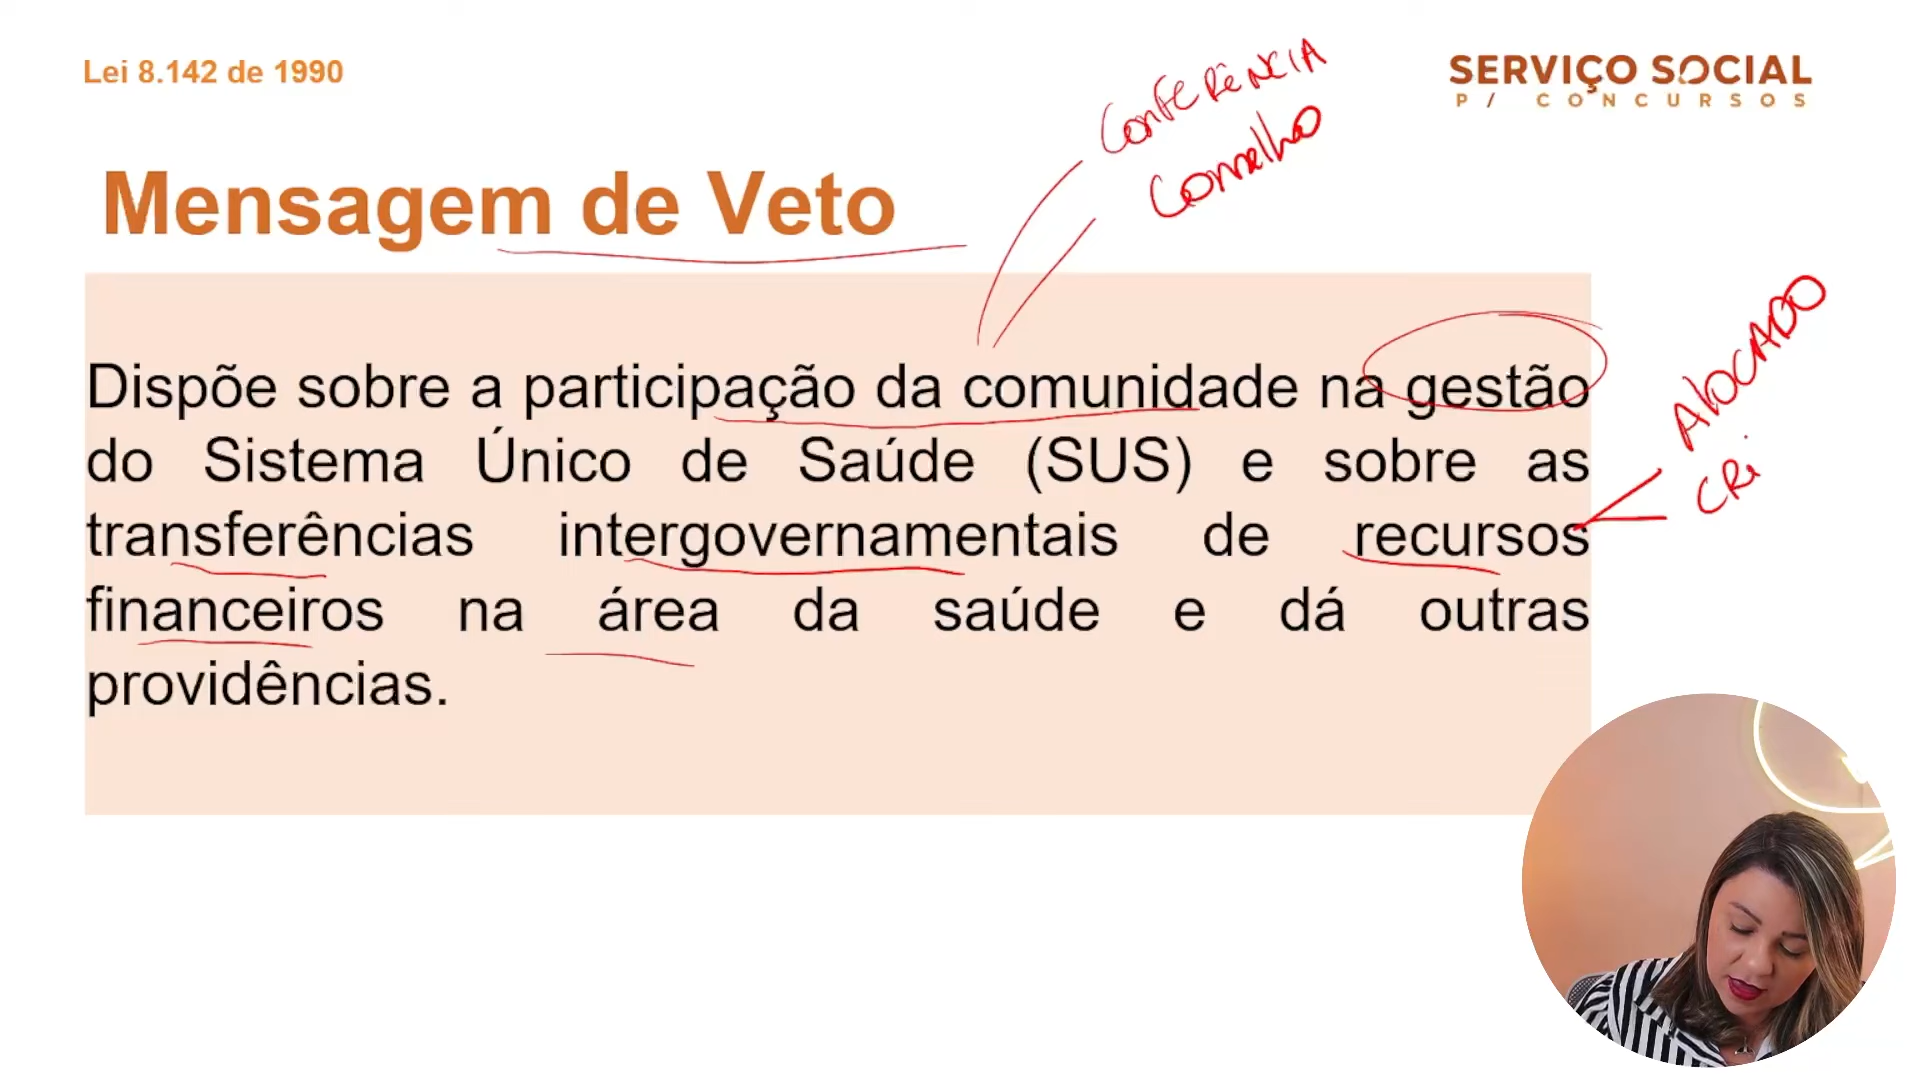 Lei 8.142 de 1990
SERVIÇO SOCIAL
P/ CONCURSOS
Conferência
Conselho
Mensagem de Veto
Dispõe sobre a participação da comunidade na gestão
do Sistema Único de Saúde (SUS) e sobre as
transferências intergovernamentais de recursos
financeiros na área da saúde e dá outras
providências.
Alocado
CRi